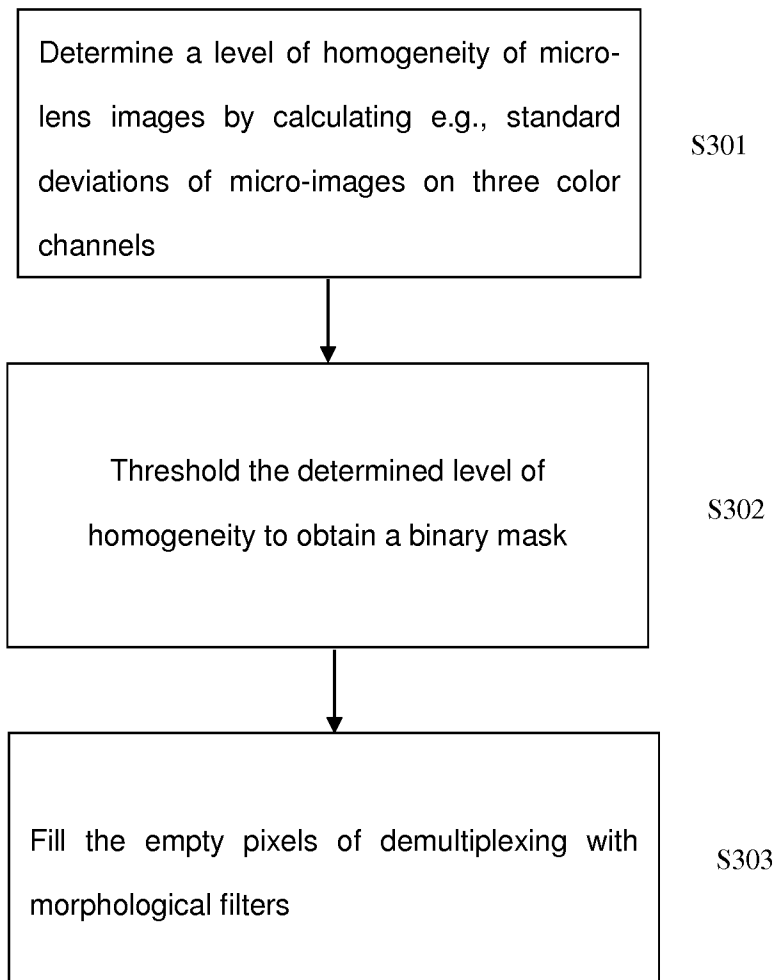 Determine a level of homogeneity of micro-
lens images by calculating e.g., standard
deviations of micro-images on three color
channels
S301
Threshold the determined level of
homogeneity to obtain a binary mask
S302
Fill the empty pixels of demultiplexing with
morphological filters
S303